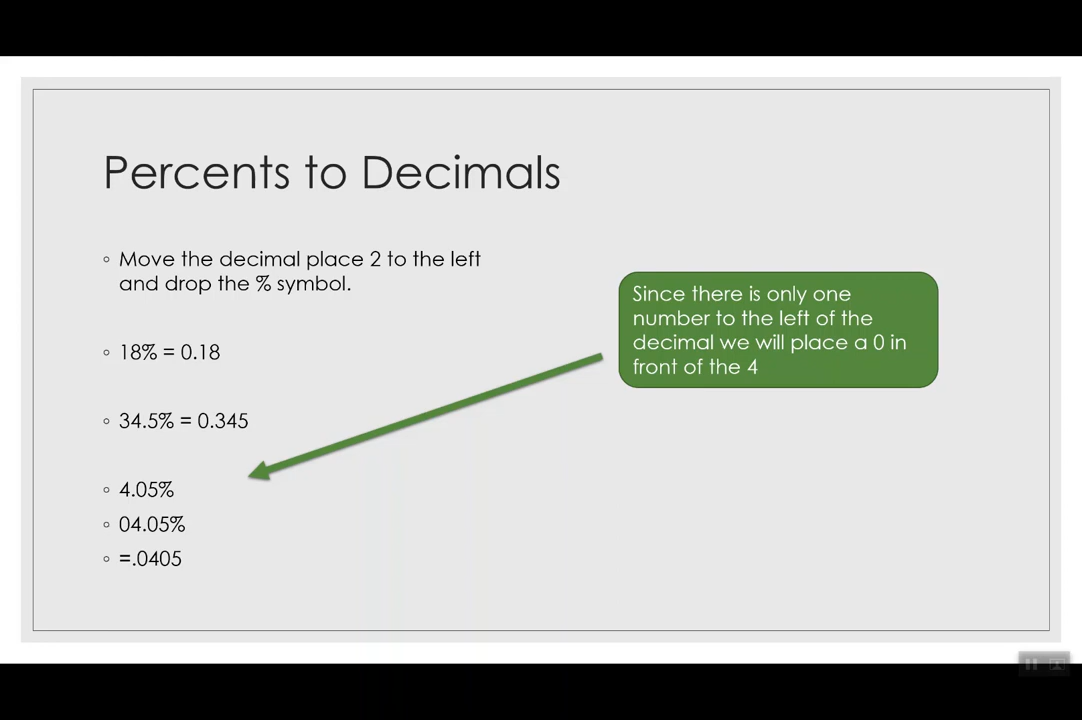 Percents to Decimals
Move the decimal place 2 to the left
and drop the % symbol.
18% = 0.18
34.5% = 0.345
4.05%
04.05%
=.0405
Since there is only one
number to the left of the
decimal we will place a 0 in
front of the 4